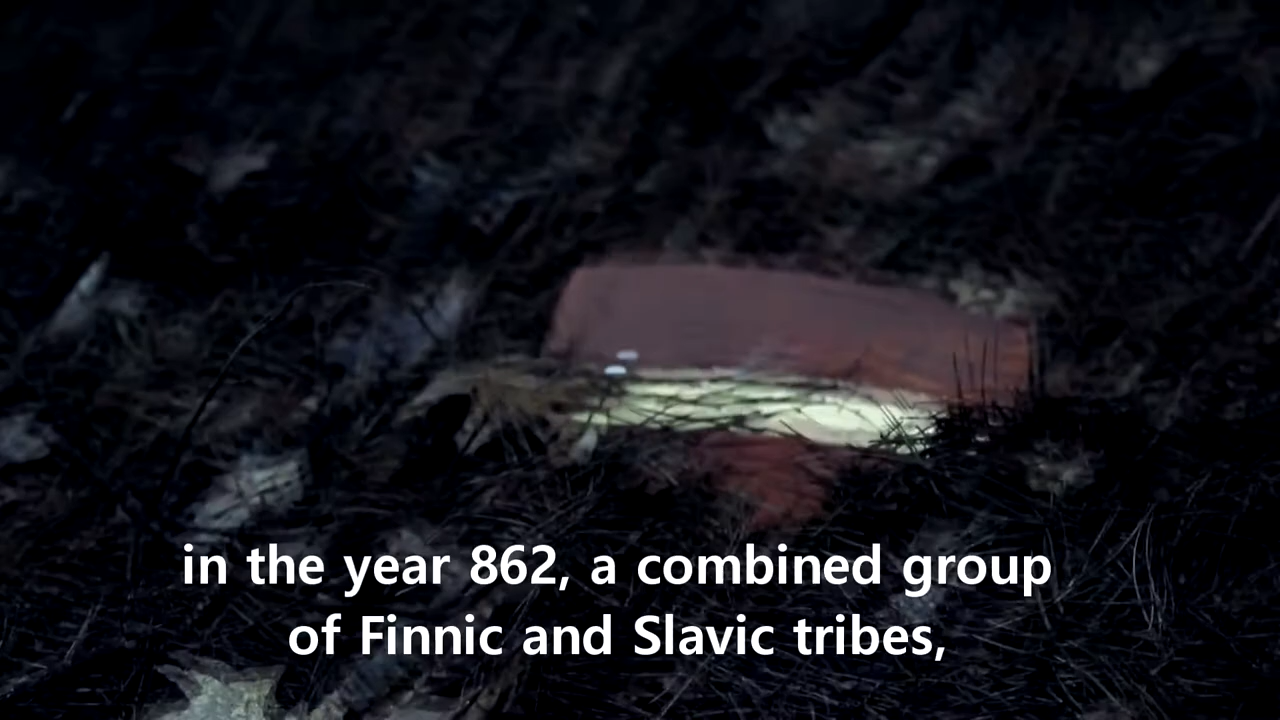 in the year 862, a combined group
of Finnic and Slavic tribes,